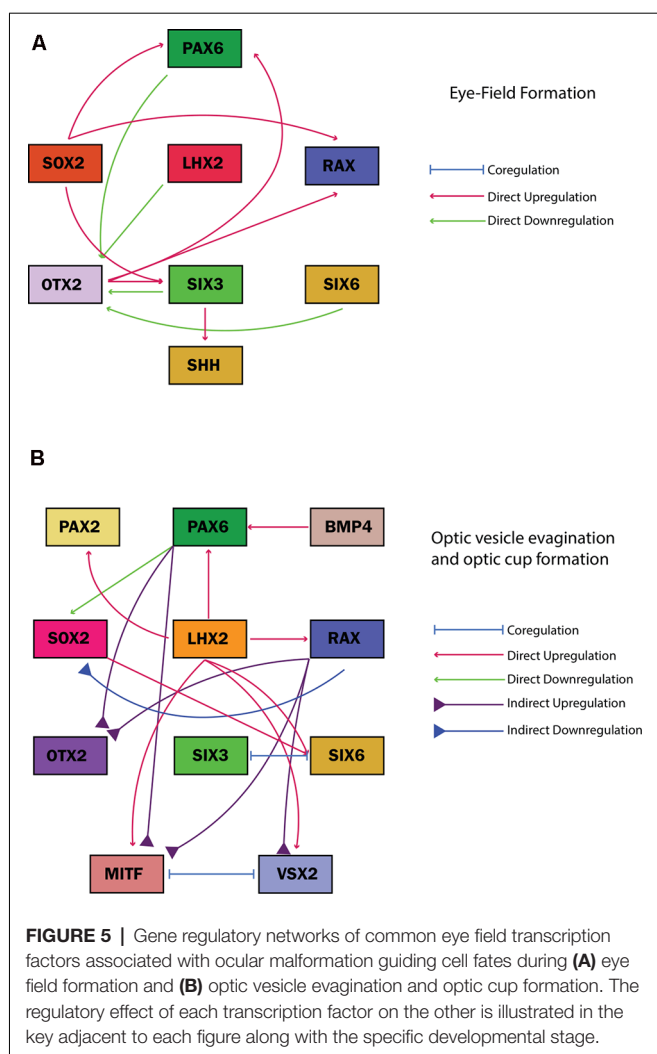 A
PAX6
Eye-Field Formation
SOX2
LHX2
RAX
Coregulation
Direct Upregulation
Direct Downregulation
OTX2
SIX3
SIX6
SHH
B
PAX2
PAX6
BMP4
Optic vesicle evagination
and optic cup formation
SOX2
LHX2
RAX
Coregulation
Direct Upregulation
Direct Downregulation
Indirect Upregulation
Indirect Downregulation
OTX2
SIX3
SIX6
MITF
VSX2
FIGURE 5 | Gene regulatory networks of common eye field transcription
factors associated with ocular malformation guiding cell fates during (A) eye
field formation and (B) optic vesicle evagination and optic cup formation. The
regulatory effect of each transcription factor on the other is illustrated in the
key adjacent to each figure along with the specific developmental stage.